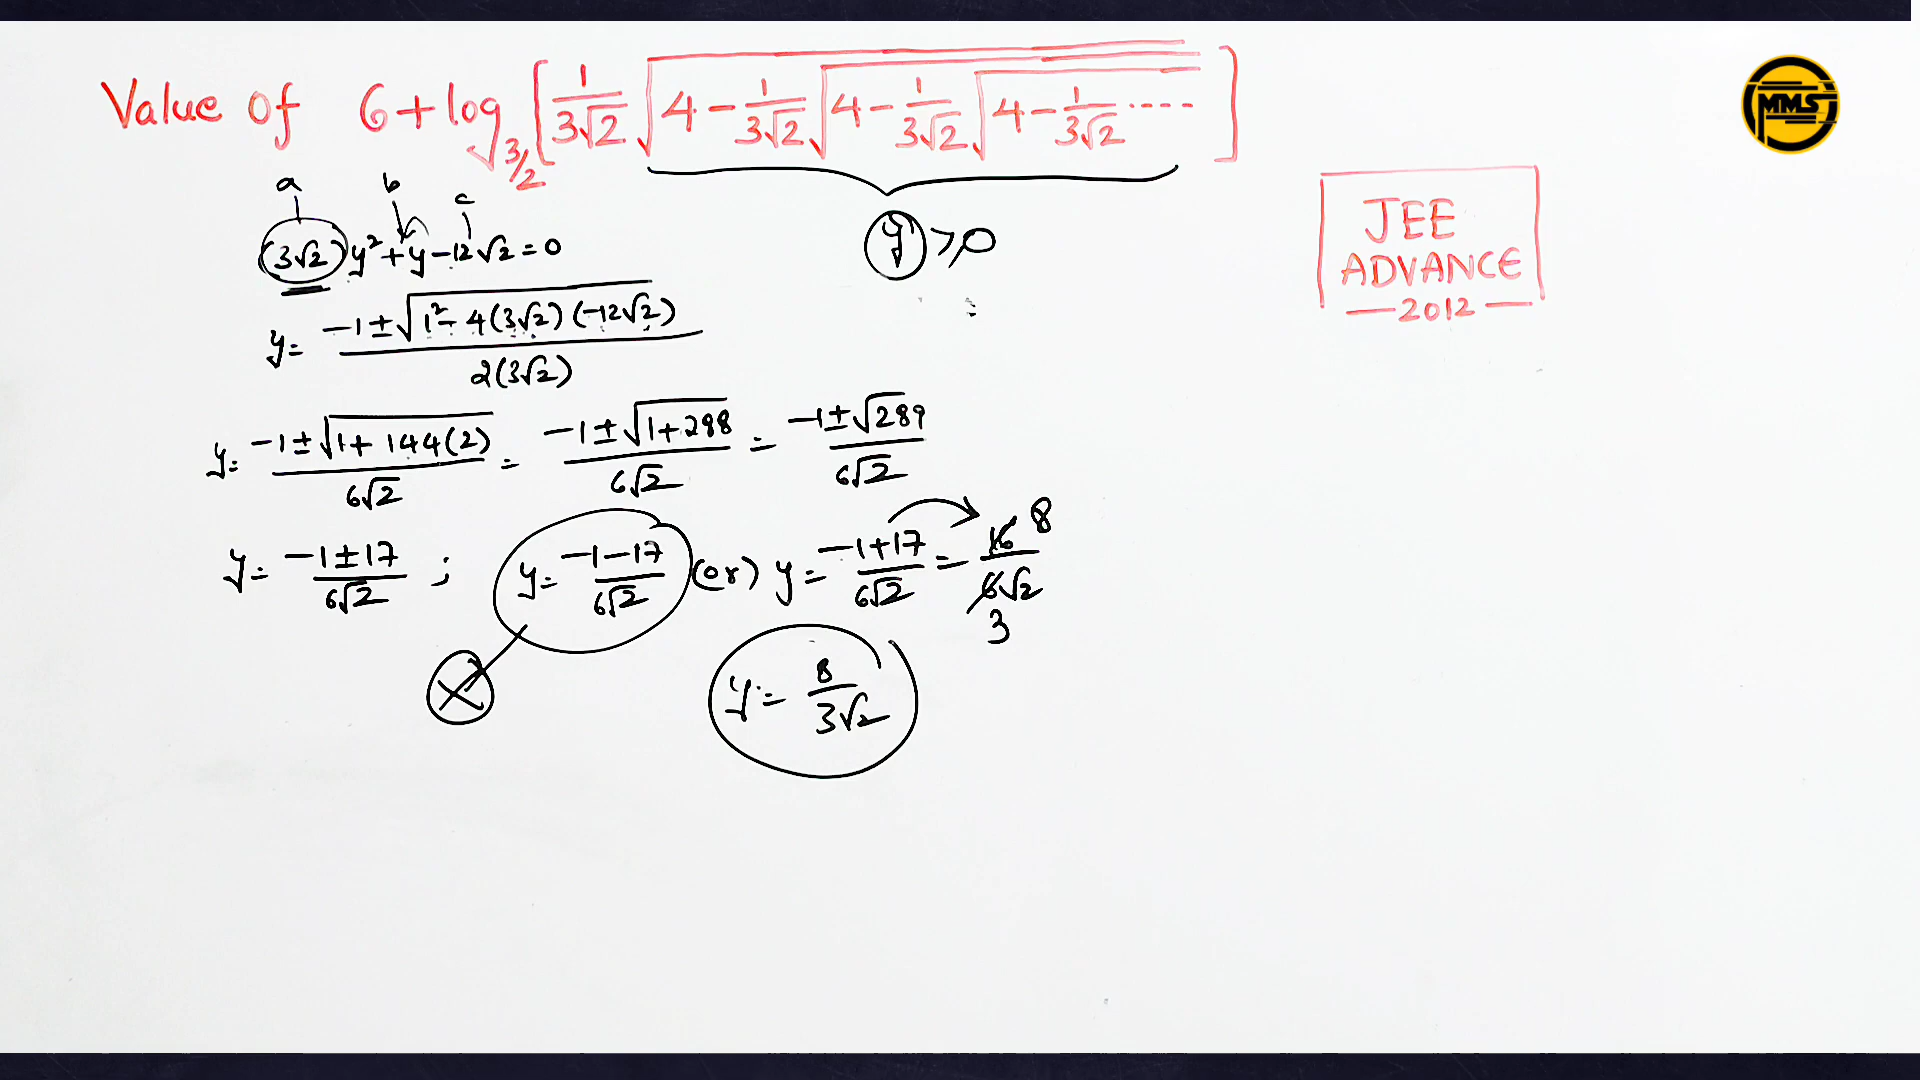 Value of 6+log_{3/2} [1/(3√2) √(4 − 1/(3√2) √(4 − 1/(3√2) √(4 − 1/(3√2) ....)))]
MMS
a b c
(3√2) y² + y − 12√2 = 0
y > 0
JEE
ADVANCE
— 2012 —
y = (−1 ± √(1² − 4(3√2)(−12√2))) / 2(3√2)
y = (−1 ± √(1 + 144(2))) / 6√2 = (−1 ± √(1+288)) / 6√2 = (−1 ± √289) / 6√2
y = (−1 ± 17) / 6√2 ; y = (−1−17) / 6√2 (or) y = (−1+17) / 6√2 = 16 8 / 6√2 3
y = 8 / 3√2